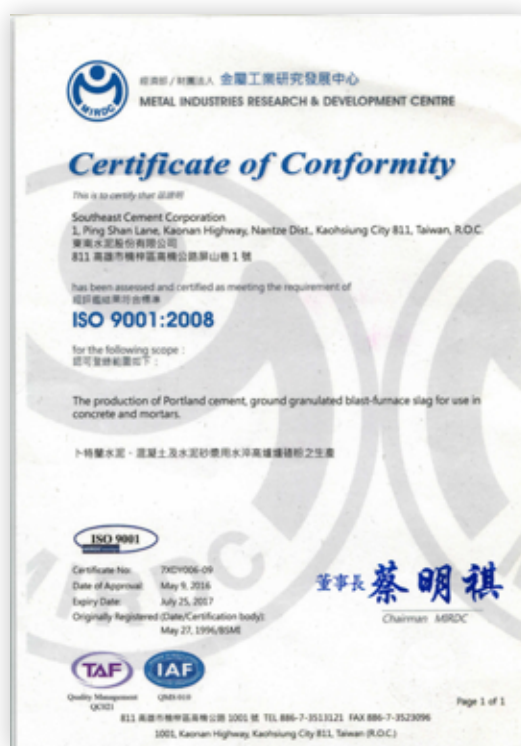 經濟部/財團法人 金屬工業研究發展中心
METAL INDUSTRIES RESEARCH & DEVELOPMENT CENTRE
MIRDC
Certificate of Conformity
This is to certify that 茲證明
Southeast Cement Corporation
1, Ping Shan Lane, Kaonan Highway, Nantze Dist., Kaohsiung City 811, Taiwan, R.O.C.
東南水泥股份有限公司
811 高雄市楠梓區高楠公路屏山巷 1 號
has been assessed and certified as meeting the requirement of
經評鑑結果符合標準
ISO 9001:2008
for the following scope :
認可登錄範圍如下:
The production of Portland cement, ground granulated blast-furnace slag for use in
concrete and mortars.
卜特蘭水泥、混凝土及水泥砂漿用水淬高爐爐碴粉之生產
ISO 9001
Certificate No: 7XDY006-09
Date of Approval: May 9, 2016
Expiry Date: July 25, 2017
Originally Registered (Date/Certification body):
May 27, 1996/BSMI
董事長 蔡明祺
Chairman MIRDC
TAF IAF
Quality Management QMS 010
QC021
Page 1 of 1
811 高雄市楠梓區高楠公路 1001 號 TEL 886-7-3513121 FAX 886-7-3523096
1001, Kaonan Highway, Kaohsiung City 811, Taiwan (R.O.C.)
MIRDC